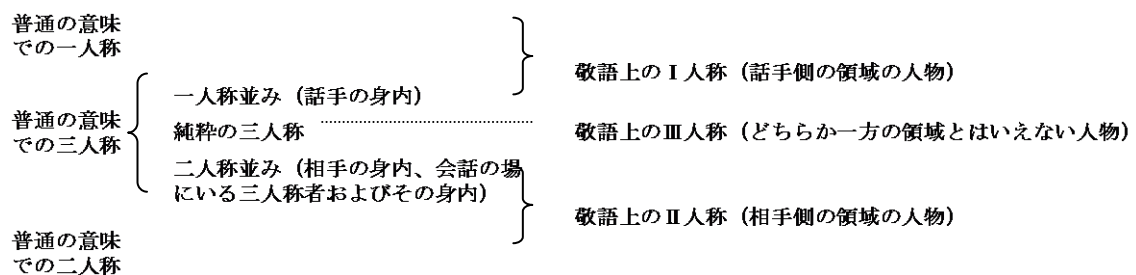 普通の意味
での一人称
敬語上のⅠ人称（話手側の領域の人物）
一人称並み（話手の身内）
普通の意味
での三人称
純粋の三人称
敬語上のⅢ人称（どちらか一方の領域とはいえない人物）
二人称並み（相手の身内、会話の場
にいる三人称者およびその身内）
敬語上のⅡ人称（相手側の領域の人物）
普通の意味
での二人称